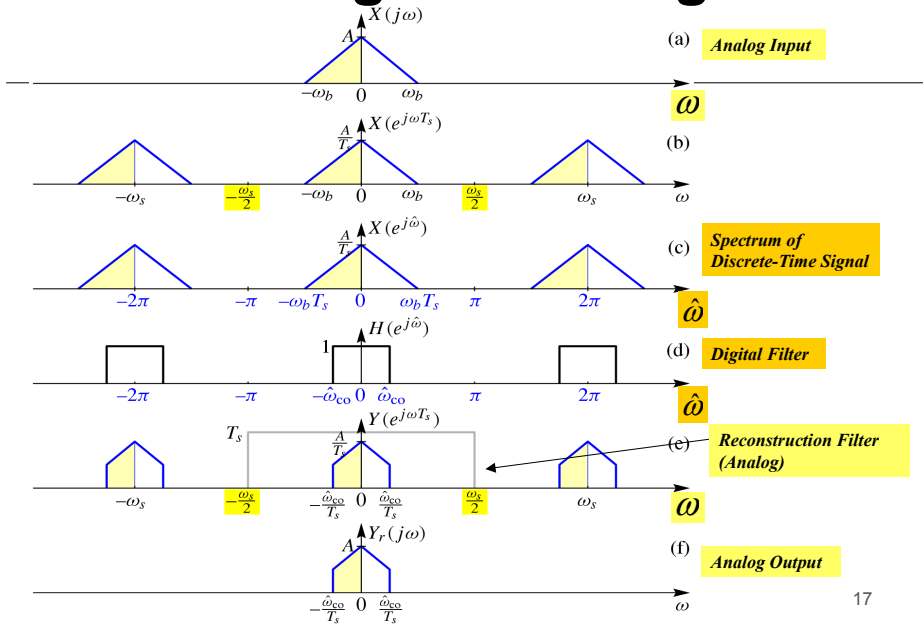 X(jω)
A
(a) Analog Input
−ω_b 0 ω_b
ω
X(e^{jωT_s})
A/T_s
(b)
−ω_s −ω_s/2 −ω_b 0 ω_b ω_s/2 ω_s ω
X(e^{jω̂})
A/T_s
(c) Spectrum of
Discrete-Time Signal
−2π −π −ω_bT_s 0 ω_bT_s π 2π
ω̂
H(e^{jω̂})
1
(d) Digital Filter
−2π −π −ω̂_co 0 ω̂_co π 2π
ω̂
Y(e^{jωT_s})
T_s A/T_s
(e) Reconstruction Filter
(Analog)
−ω_s −ω_s/2 −ω̂_co/T_s 0 ω̂_co/T_s ω_s/2 ω_s
ω
Y_r(jω)
A
(f) Analog Output
−ω̂_co/T_s 0 ω̂_co/T_s ω
17